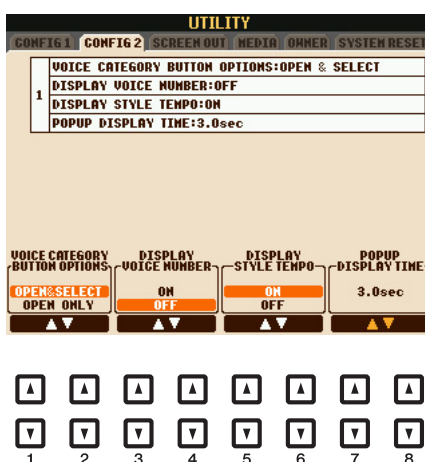 UTILITY
CONFIG 1 CONFIG 2 SCREEN OUT MEDIA OWNER SYSTEM RESET
1
VOICE CATEGORY BUTTON OPTIONS:OPEN & SELECT
DISPLAY VOICE NUMBER:OFF
DISPLAY STYLE TEMPO:ON
POPUP DISPLAY TIME:3.0sec
VOICE CATEGORY BUTTON OPTIONS
DISPLAY VOICE NUMBER
DISPLAY STYLE TEMPO
POPUP DISPLAY TIME
OPEN&SELECT
OPEN ONLY
ON
OFF
ON
OFF
3.0sec
1 2 3 4 5 6 7 8